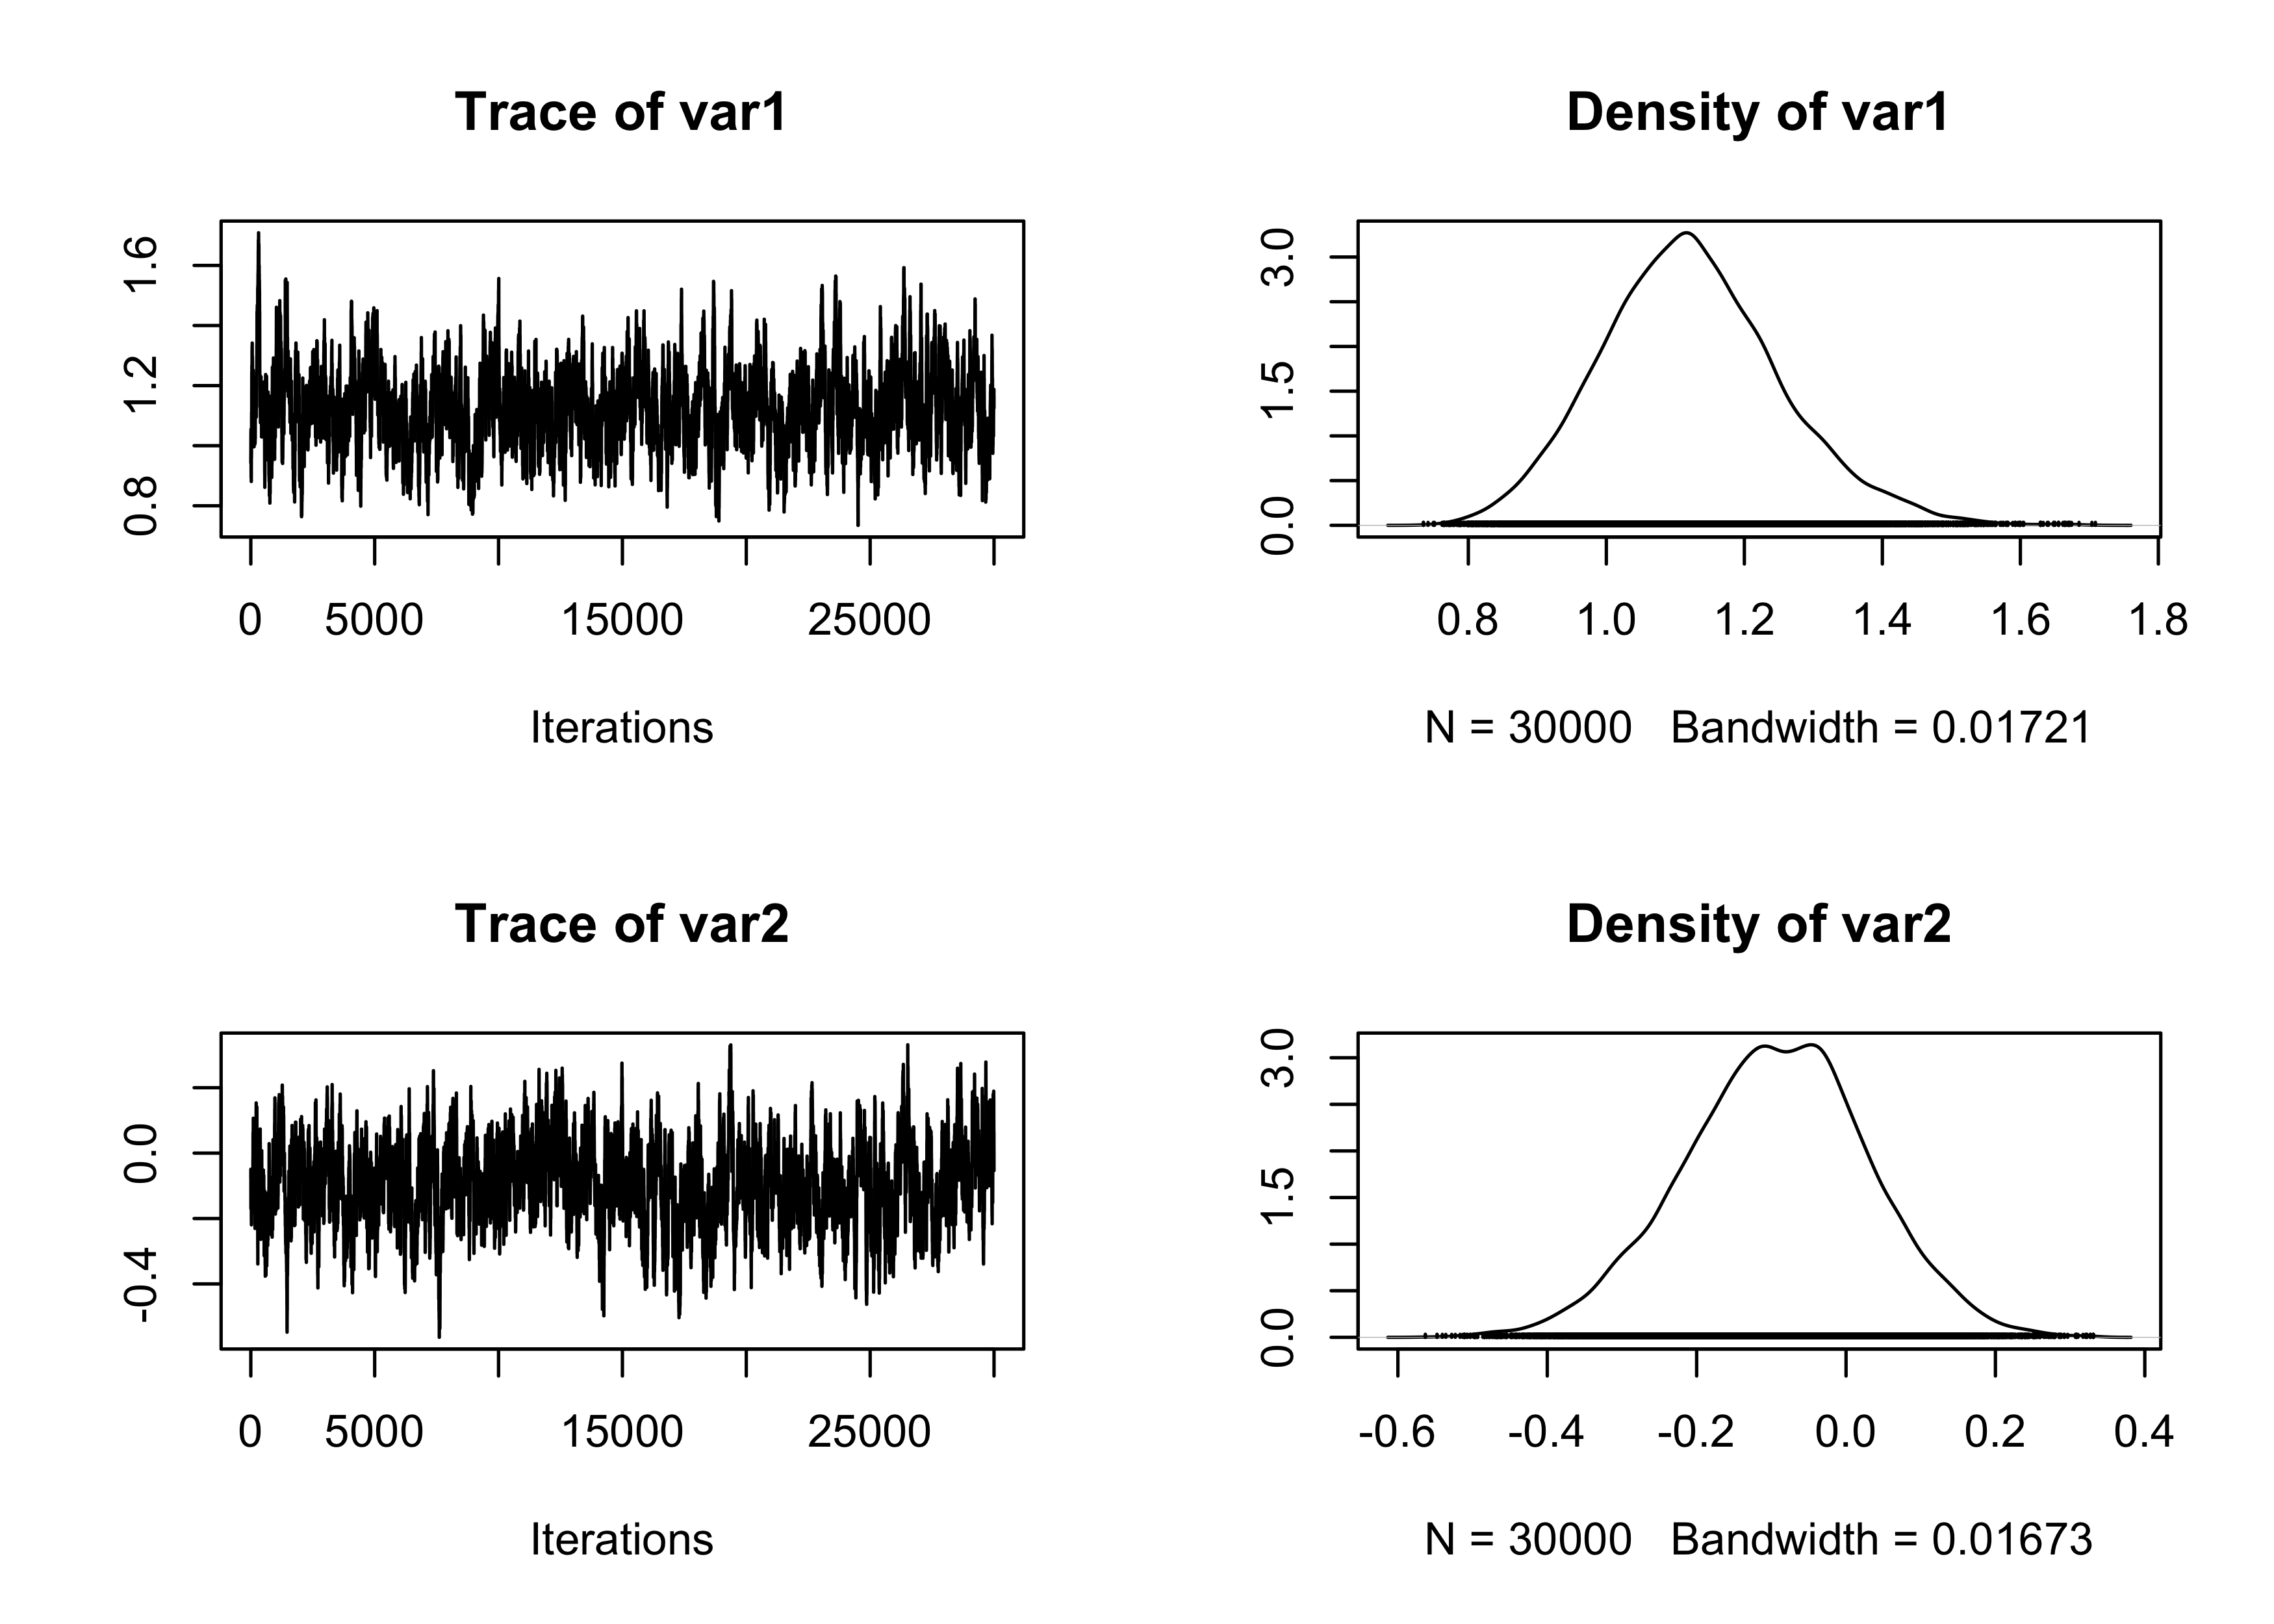 Trace of var1
1.6
1.2
0.8
0 5000 15000 25000
Iterations
Density of var1
3.0
1.5
0.0
0.8 1.0 1.2 1.4 1.6 1.8
N = 30000 Bandwidth = 0.01721
Trace of var2
0.0
-0.4
0 5000 15000 25000
Iterations
Density of var2
3.0
1.5
0.0
-0.6 -0.4 -0.2 0.0 0.2 0.4
N = 30000 Bandwidth = 0.01673